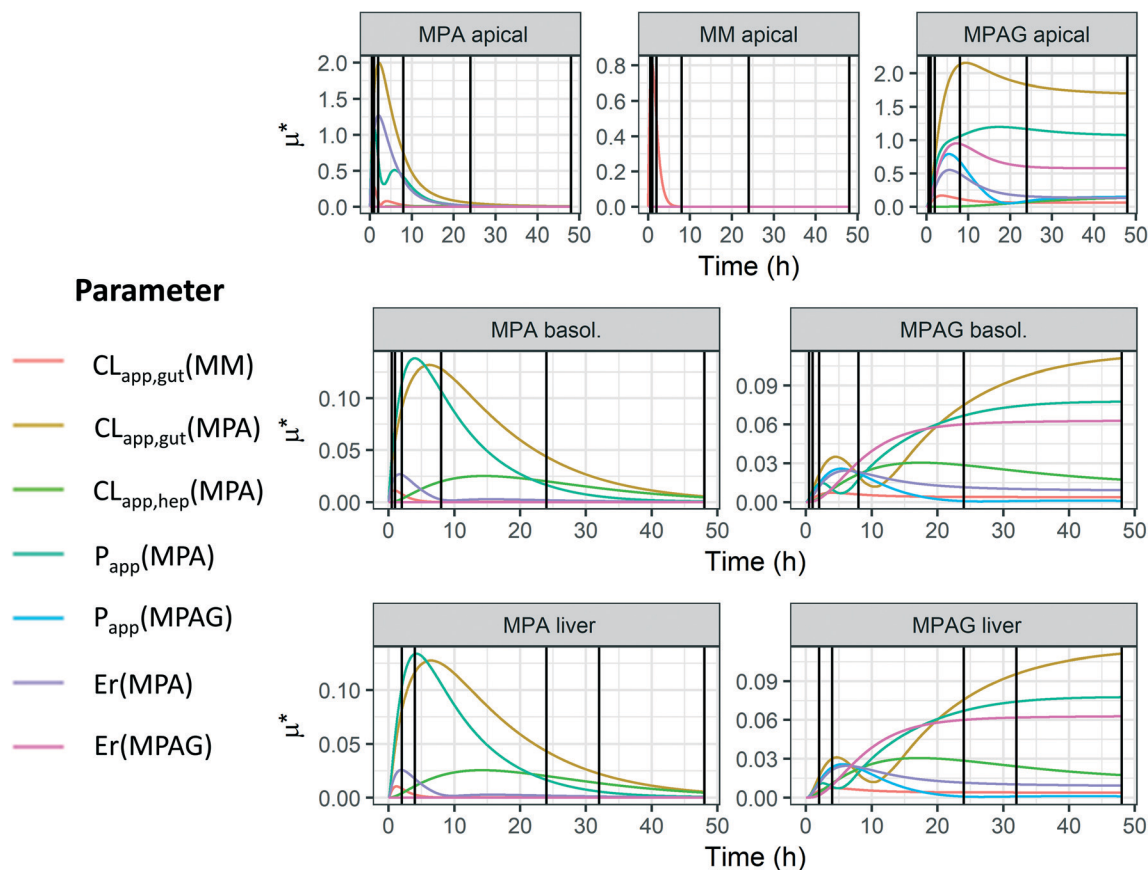 MPA apical MM apical MPAG apical
μ*
2.0
1.5
1.0
0.5
0.0
0 10 20 30 40 50
0.8
0.6
0.4
0.2
0.0
0 10 20 30 40 50
2.0
1.5
1.0
0.5
0.0
0 10 20 30 40 50
Time (h)
Parameter
CLapp,gut(MM)
CLapp,gut(MPA)
CLapp,hep(MPA)
Papp(MPA)
Papp(MPAG)
Er(MPA)
Er(MPAG)
MPA basol. MPAG basol.
μ*
0.10
0.05
0.00
0 10 20 30 40 50
0.09
0.06
0.03
0.00
0 10 20 30 40 50
Time (h)
MPA liver MPAG liver
μ*
0.10
0.05
0.00
0 10 20 30 40 50
0.09
0.06
0.03
0.00
0 10 20 30 40 50
Time (h)